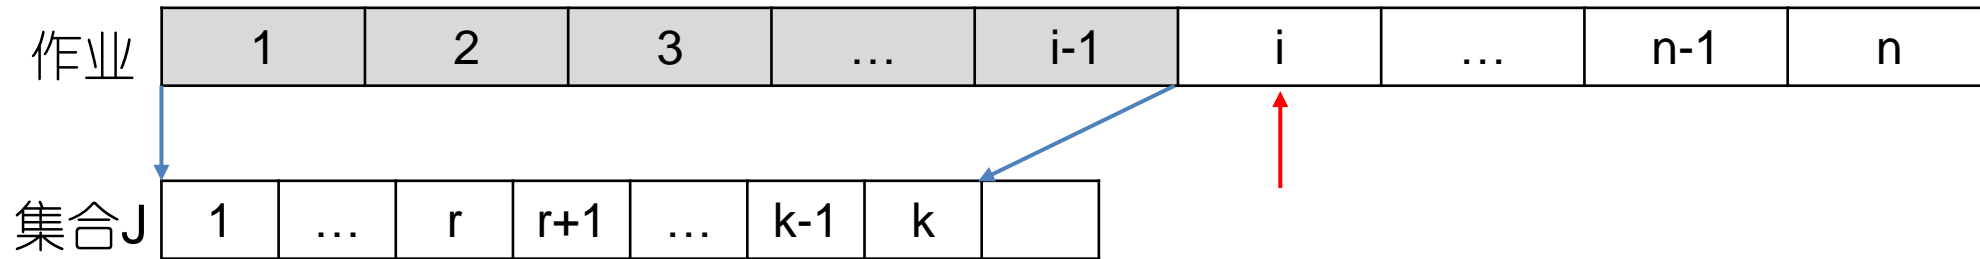 作业 1 2 3 … i-1 i … n-1 n
集合J 1 … r r+1 … k-1 k